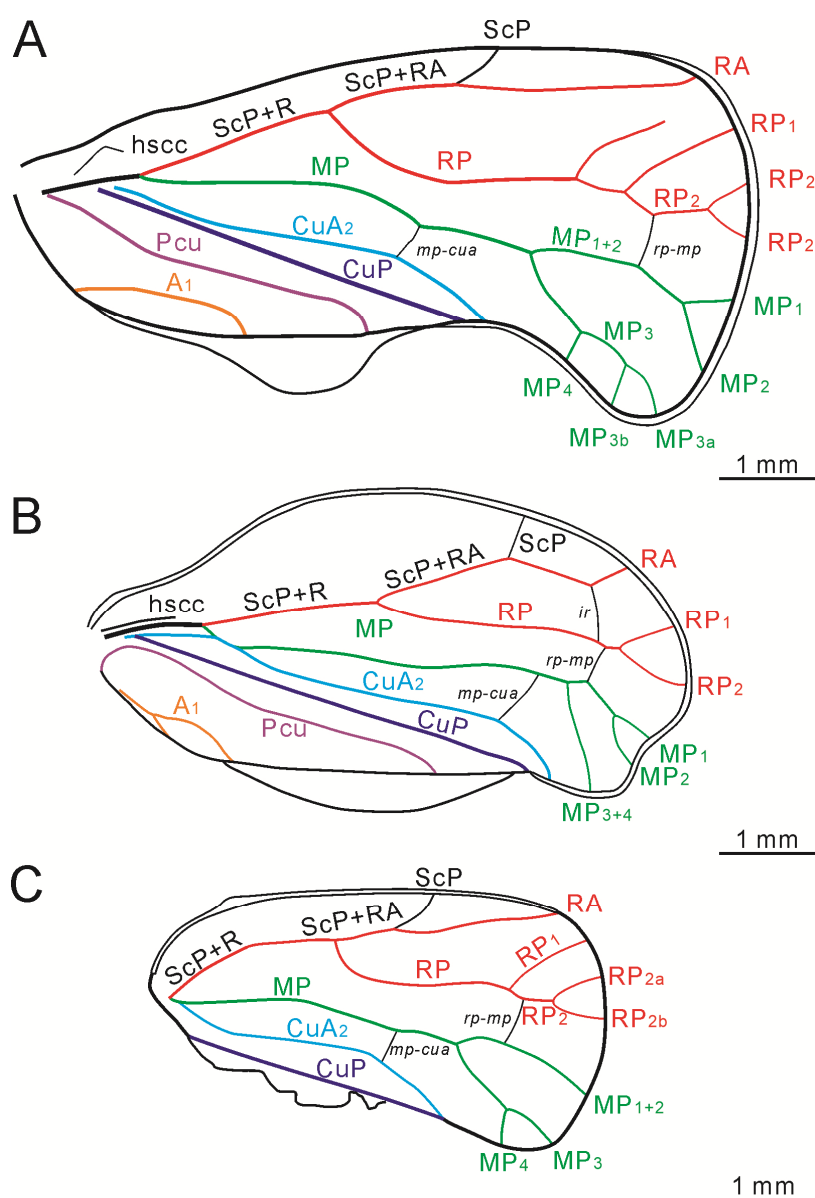 A
ScP
ScP+RA
RA
ScP+R
hscc
RP1
MP
RP
RP2
RP2
CuA2
MP1+2
Pcu
mp-cua
rp-mp
RP2
CuP
A1
MP1
MP3
MP4
MP2
MP3b
MP3a
1 mm
B
ScP
ScP+RA
RA
hscc
ScP+R
RP
ir
RP1
MP
rp-mp
CuA2
mp-cua
RP2
A1
Pcu
CuP
MP1
MP2
MP3+4
1 mm
C
ScP
ScP+RA
RA
ScP+R
RP1
RP
RP2a
MP
rp-mp
RP2
RP2b
CuA2
mp-cua
CuP
MP1+2
MP4
MP3
1 mm